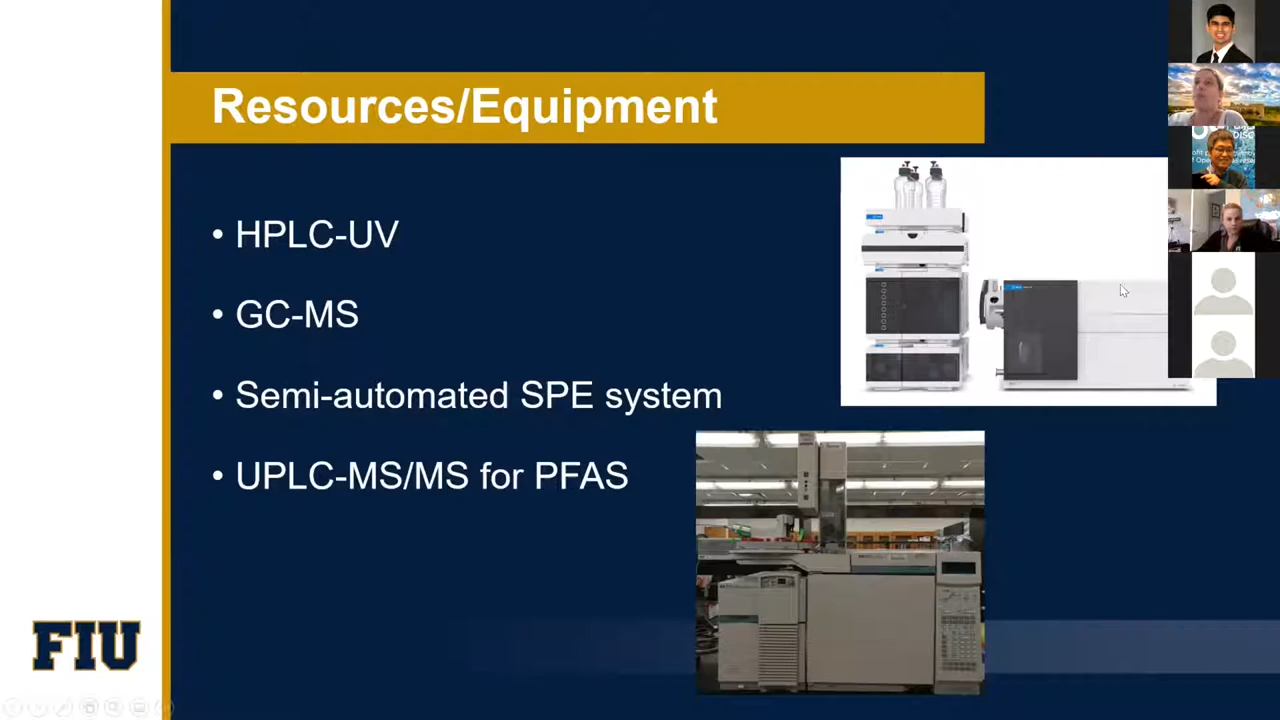 Resources/Equipment
• HPLC-UV
• GC-MS
• Semi-automated SPE system
• UPLC-MS/MS for PFAS
FIU